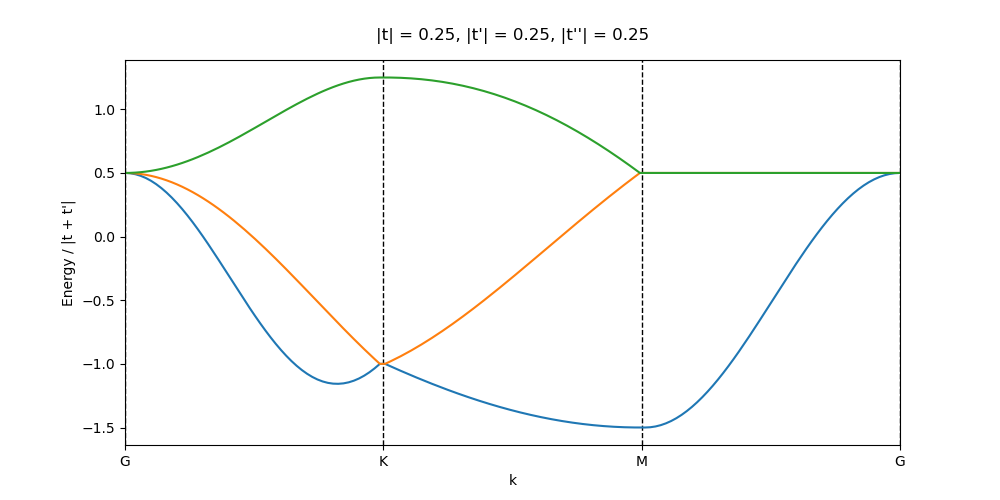 |t| = 0.25, |t'| = 0.25, |t''| = 0.25
Energy / |t + t'|
1.0
0.5
0.0
−0.5
−1.0
−1.5
G K M G
k